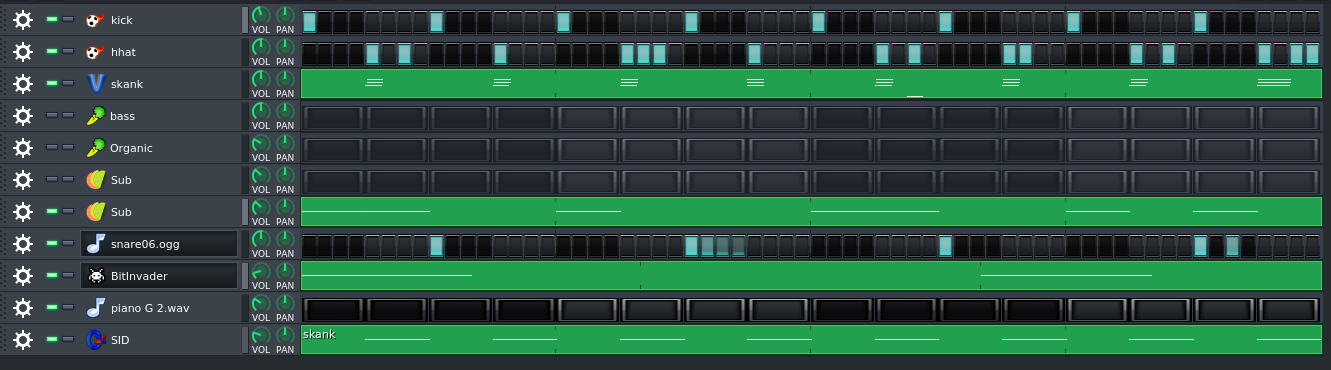 kick VOL PAN
hhat VOL PAN
skank VOL PAN
bass VOL PAN
Organic VOL PAN
Sub VOL PAN
Sub VOL PAN
snare06.ogg VOL PAN
BitInvader VOL PAN
piano G 2.wav VOL PAN
SID VOL PAN skank